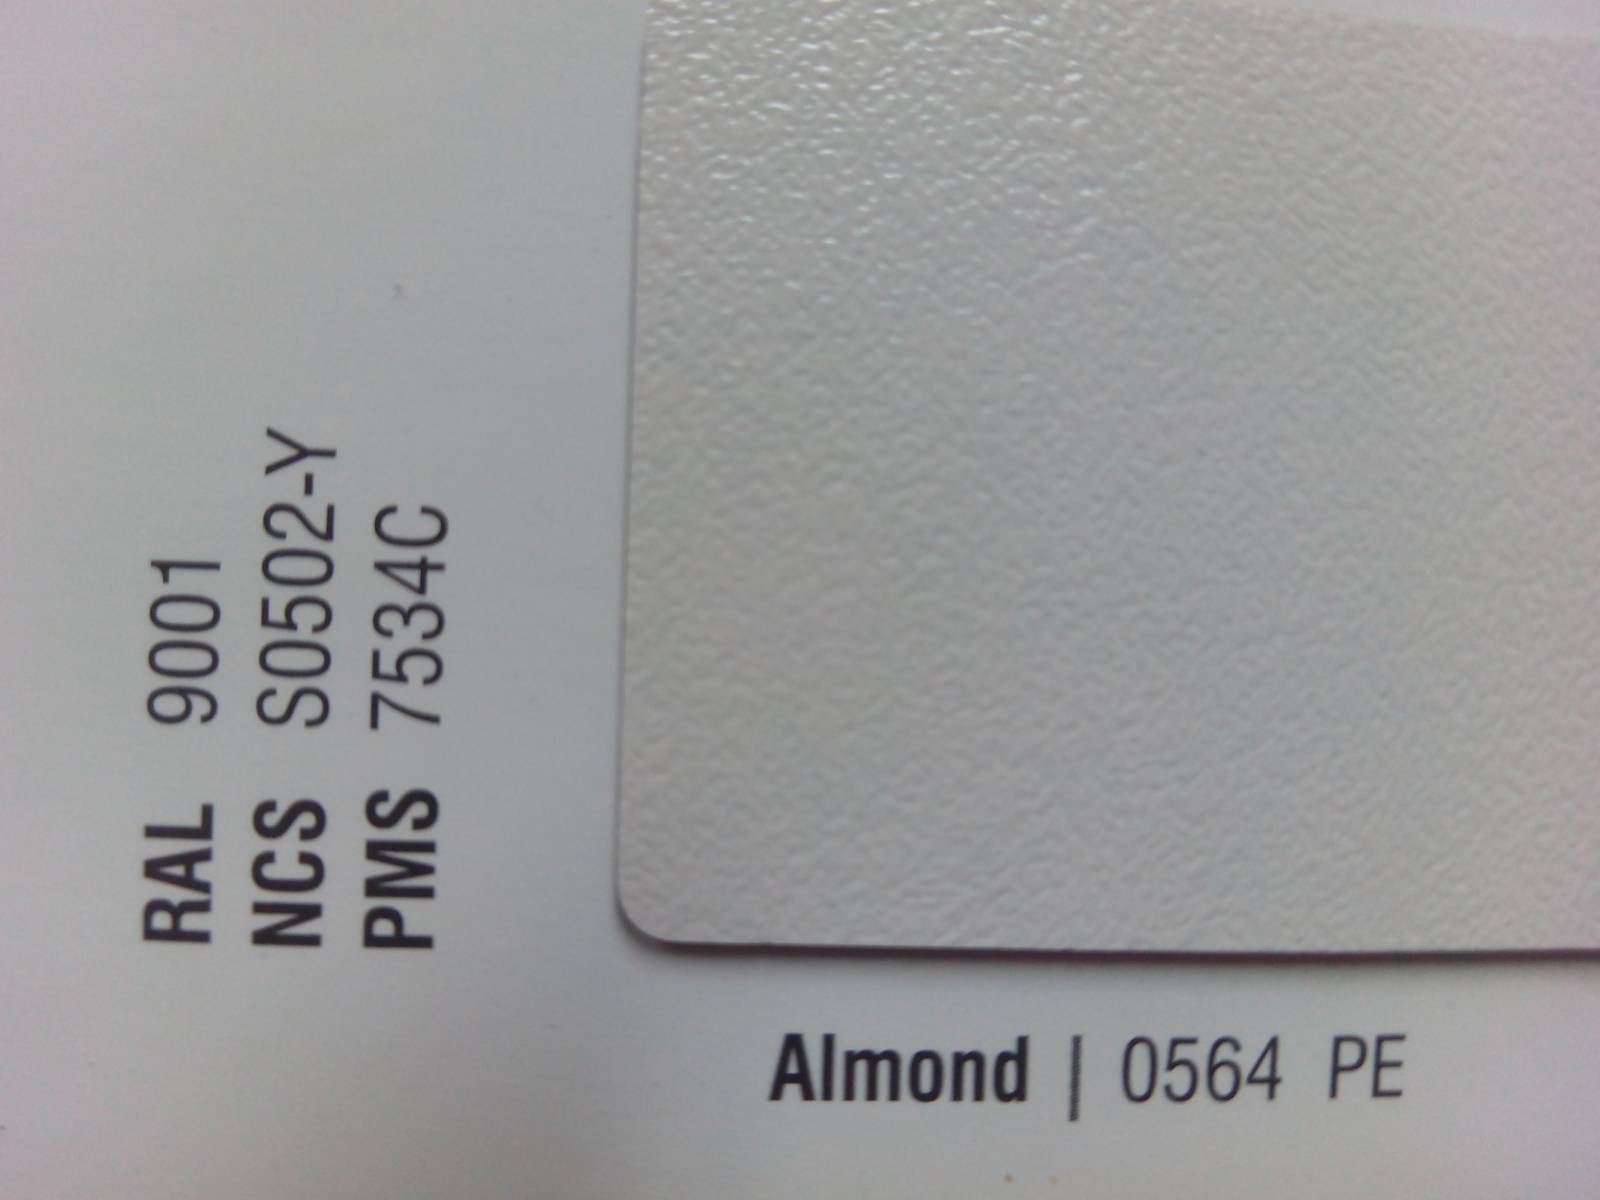 RAL 9001
NCS S0502-Y
PMS 7534C
Almond | 0564 PE